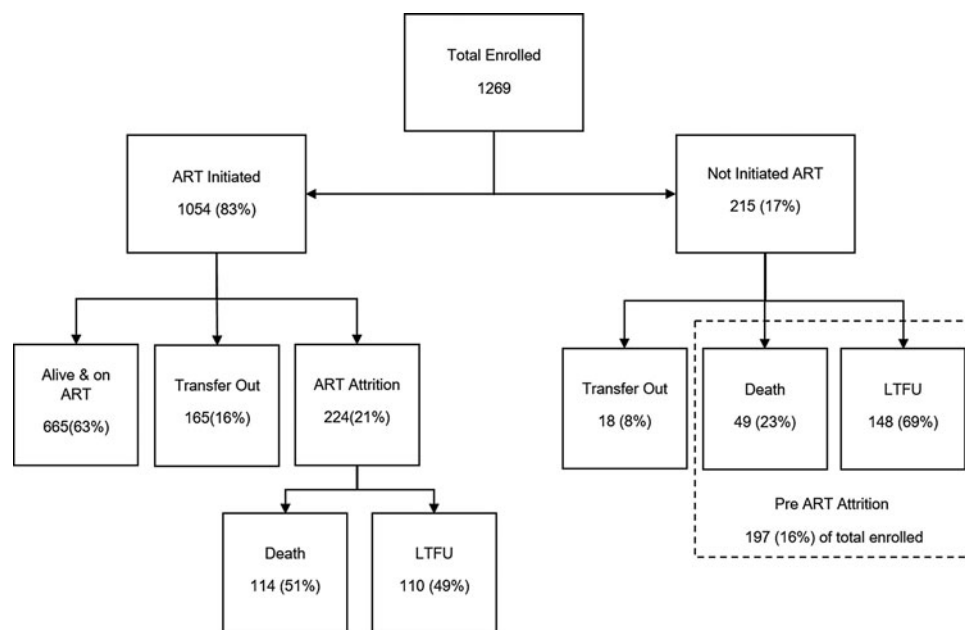 Total Enrolled
1269
ART Initiated
1054 (83%)
Not Initiated ART
215 (17%)
Alive & on
ART
665(63%)
Transfer Out
165(16%)
ART Attrition
224(21%)
Transfer Out
18 (8%)
Death
49 (23%)
LTFU
148 (69%)
Pre ART Attrition
197 (16%) of total enrolled
Death
114 (51%)
LTFU
110 (49%)